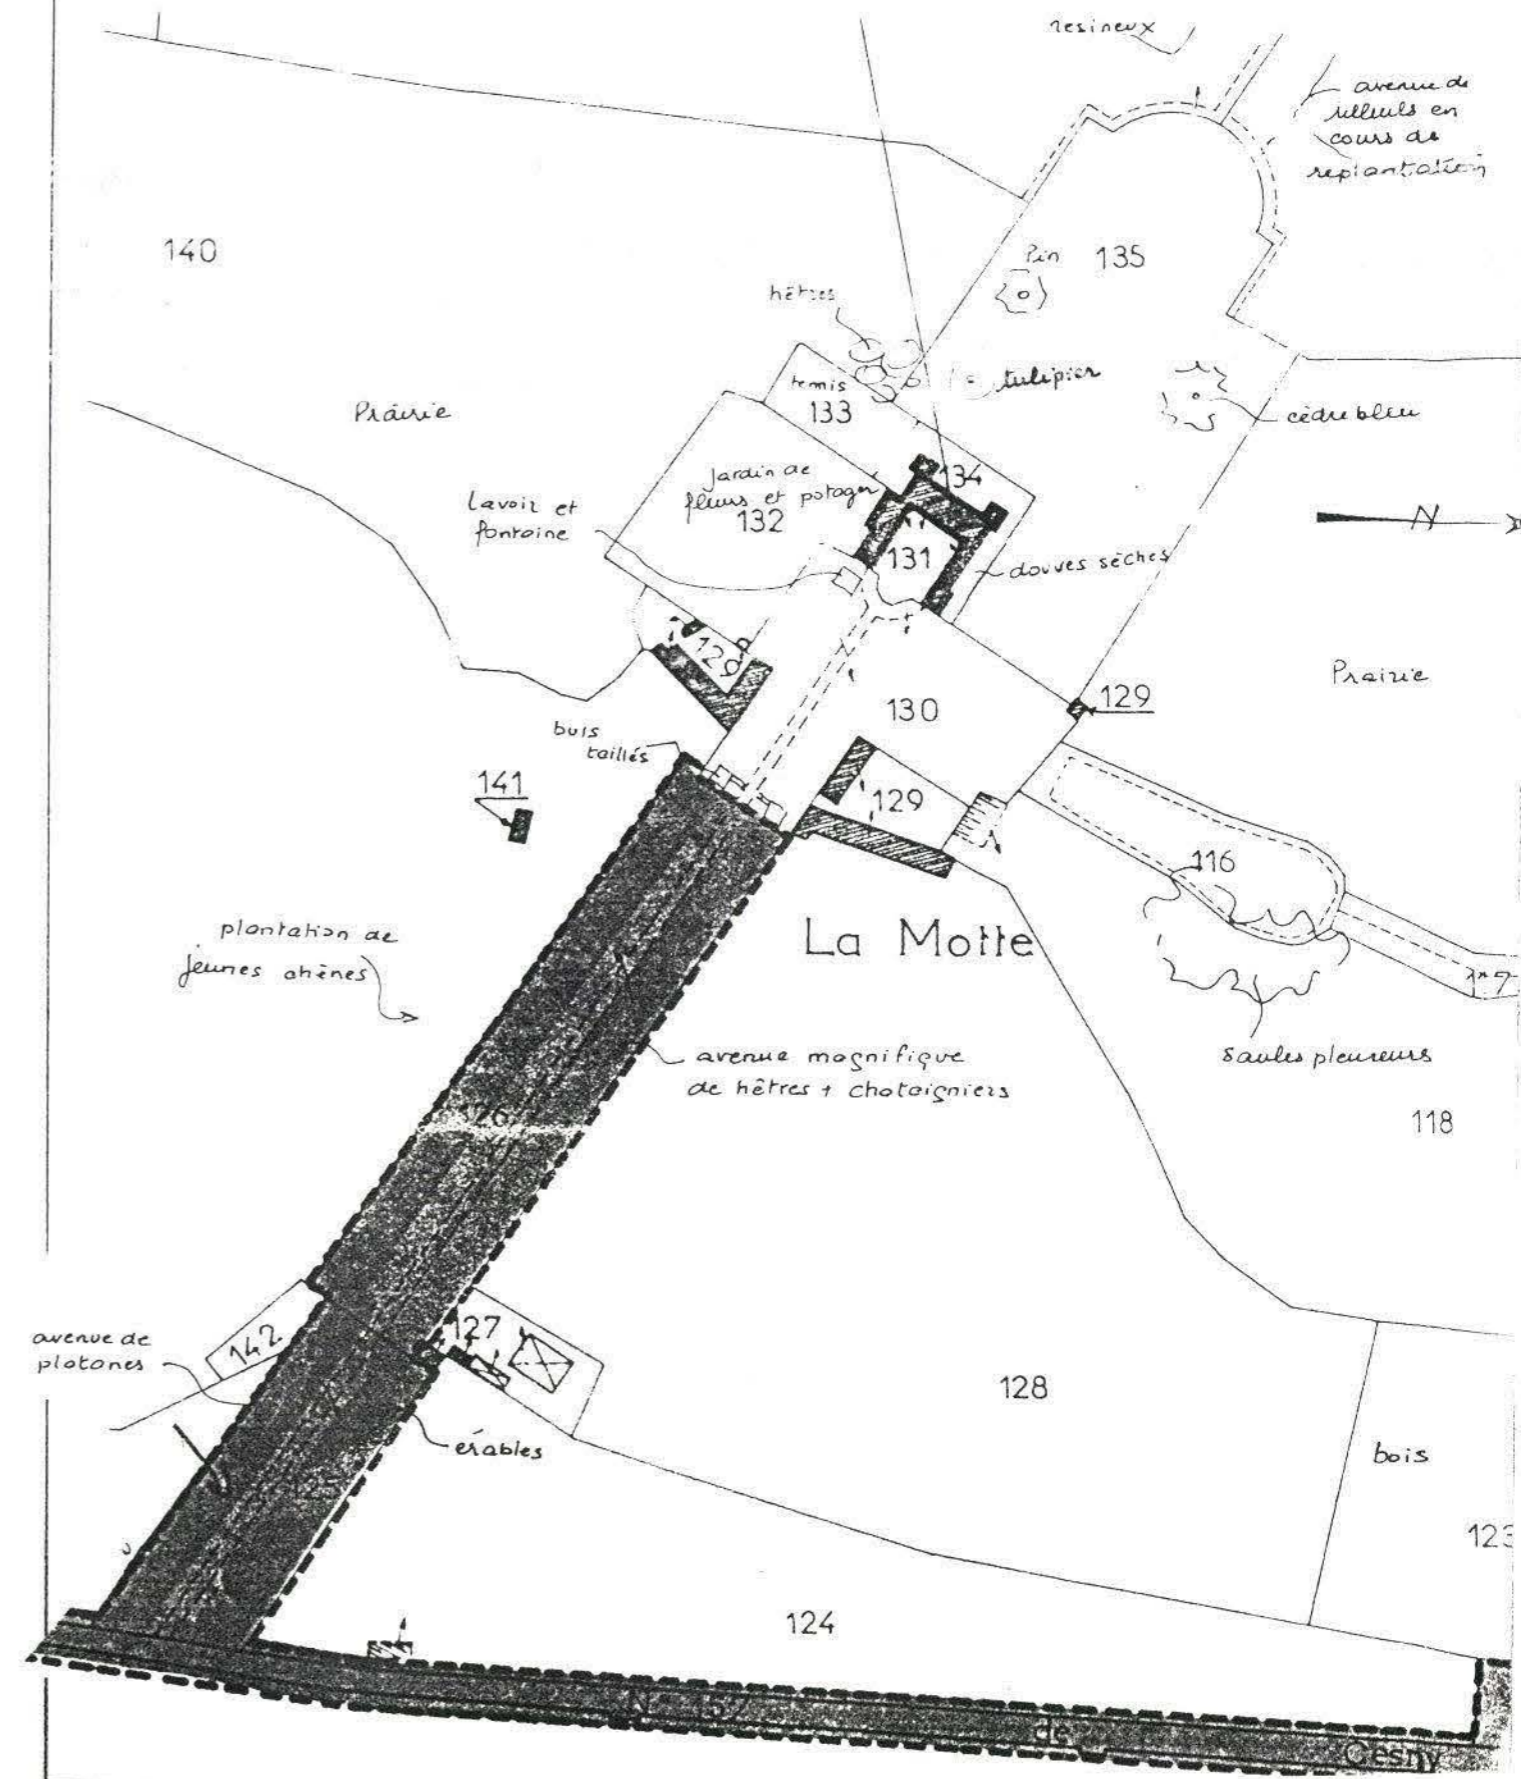 resineux
avenue de
tilleuls en
cours de
replantation
140
Pin 135
hêtres
tulipier
cèdre bleu
Prairie
tennis
133
134
Jardin de
fleurs et potager
132
Lavoir et
fontaine
131
douves sèches
N
129
Prairie
129
130
buis
taillés
141
129
116
La Motte
plantation de
jeunes chênes
saules pleureurs
avenue magnifique
de hêtres + chataigniers
118
126
127
142
avenue de
platanes
128
érables
bois
125
123
124
de
Cesny